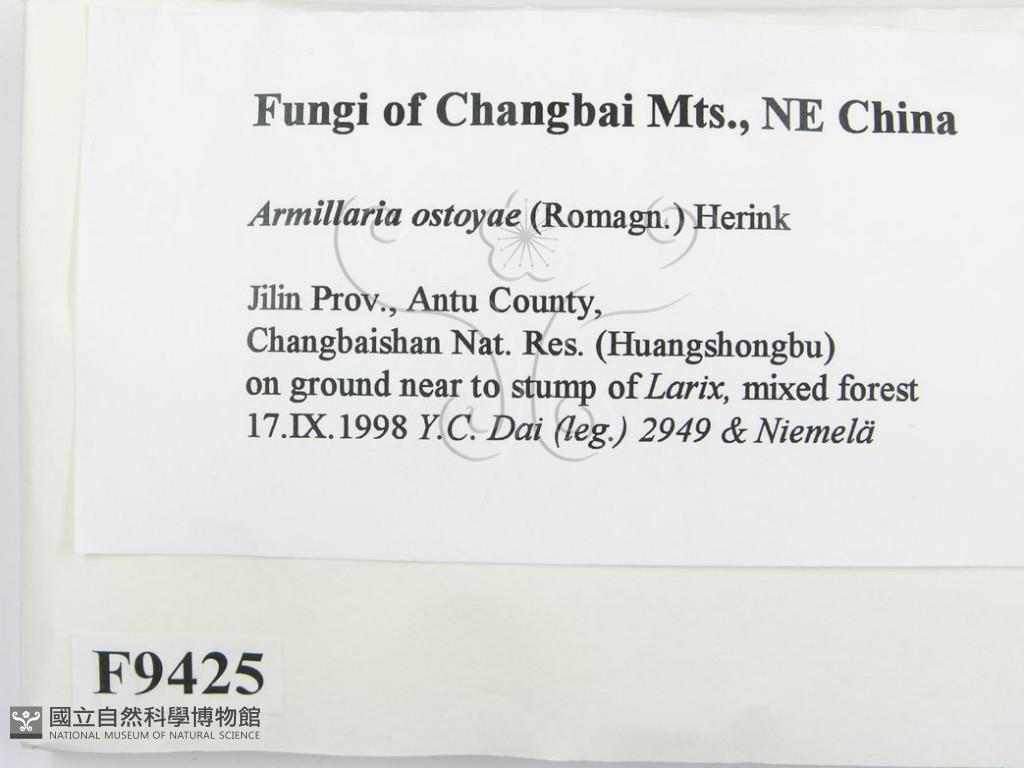 Fungi of Changbai Mts., NE China
Armillaria ostoyae (Romagn.) Herink
Jilin Prov., Antu County,
Changbaishan Nat. Res. (Huangshongbu)
on ground near to stump of Larix, mixed forest
17.IX.1998 Y.C. Dai (leg.) 2949 & Niemelä
F9425
國立自然科學博物館
NATIONAL MUSEUM OF NATURAL SCIENCE